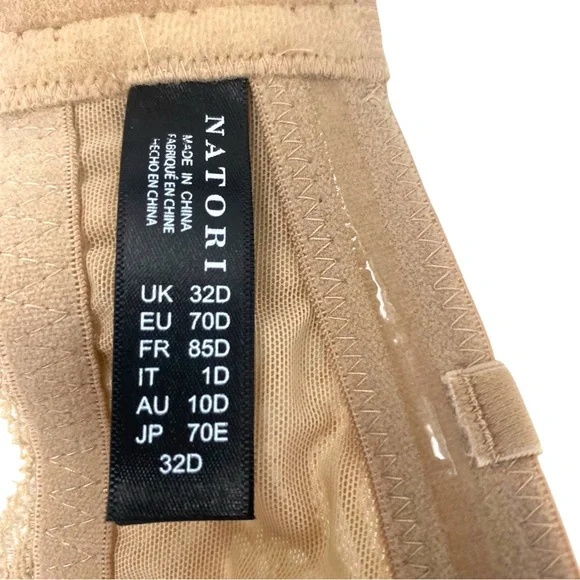 NATORI
MADE IN CHINA
FABRIQUÉ EN CHINE
HECHO EN CHINA
UK 32D
EU 70D
FR 85D
IT 1D
AU 10D
JP 70E
32D